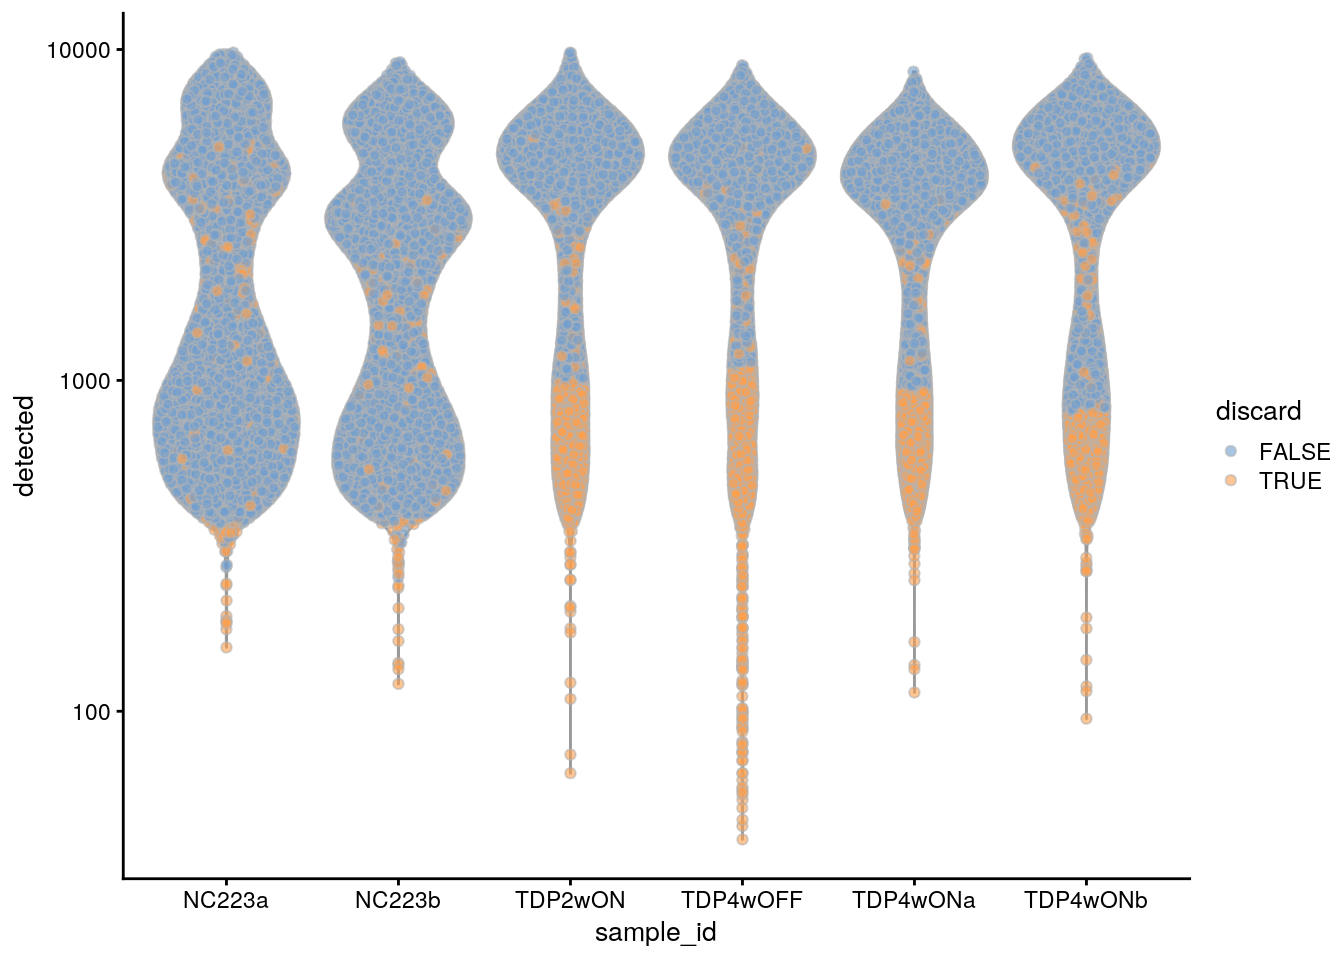 10000
1000
100
detected
NC223a
NC223b
TDP2wON
TDP4wOFF
TDP4wONa
TDP4wONb
sample_id
discard
FALSE
TRUE